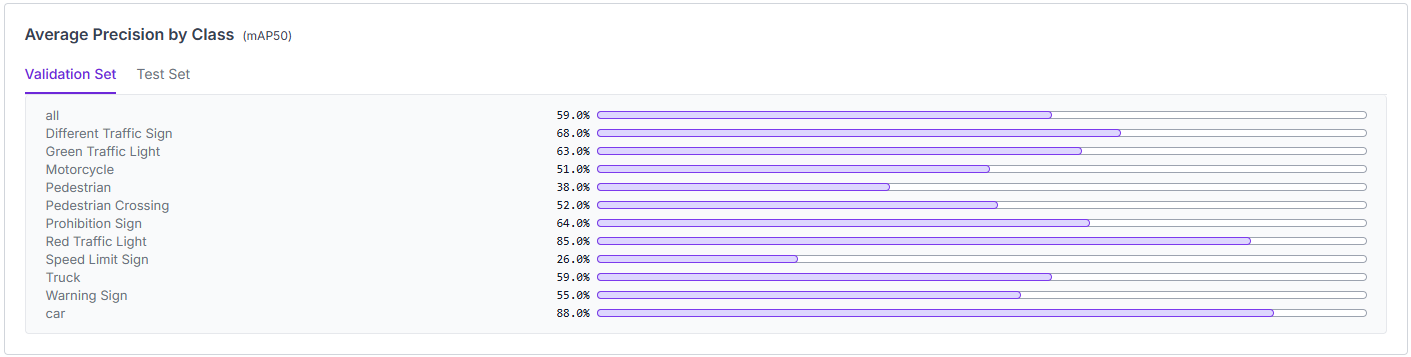 Average Precision by Class (mAP50)
Validation Set Test Set
all 59.0%
Different Traffic Sign 68.0%
Green Traffic Light 63.0%
Motorcycle 51.0%
Pedestrian 38.0%
Pedestrian Crossing 52.0%
Prohibition Sign 64.0%
Red Traffic Light 85.0%
Speed Limit Sign 26.0%
Truck 59.0%
Warning Sign 55.0%
car 88.0%